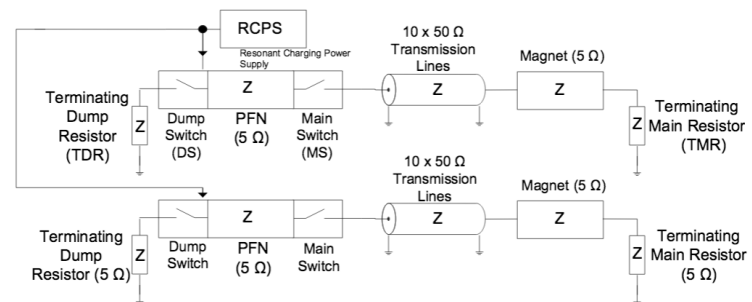 RCPS
Resonant Charging Power
Supply
10 x 50 Ω
Transmission
Lines
Magnet (5 Ω)
Z
Z
Z
Terminating
Dump
Resistor
(TDR)
Z
Dump
Switch
(DS)
PFN
(5 Ω)
Main
Switch
(MS)
Z
Terminating
Main Resistor
(TMR)
10 x 50 Ω
Transmission
Lines
Magnet (5 Ω)
Z
Z
Z
Terminating
Dump
Resistor (5 Ω)
Z
Dump
Switch
PFN
(5 Ω)
Main
Switch
Z
Terminating
Main Resistor
(5 Ω)